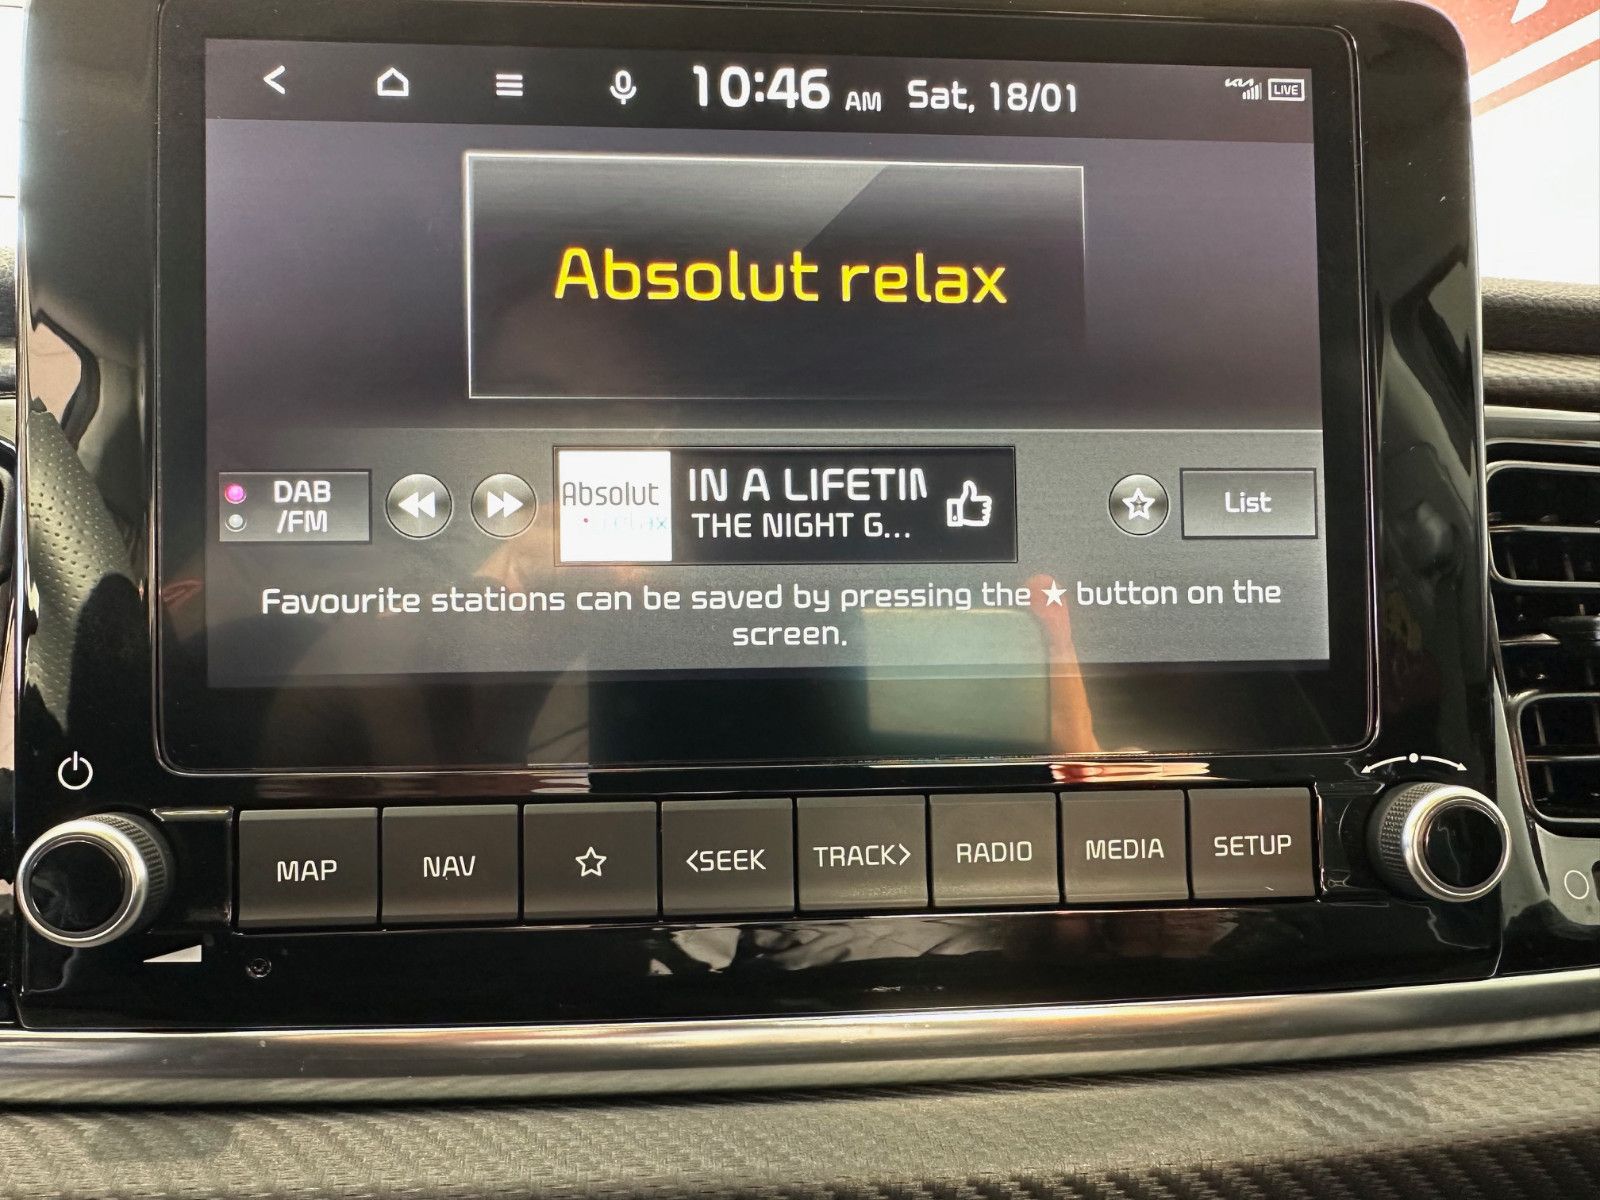 10:46 AM Sat, 18/01
LIVE
Absolut relax
DAB
/FM
Absolut
relax
IN A LIFETIM
THE NIGHT G...
List
Favourite stations can be saved by pressing the ★ button on the
screen.
MAP
NAV
<SEEK
TRACK>
RADIO
MEDIA
SETUP